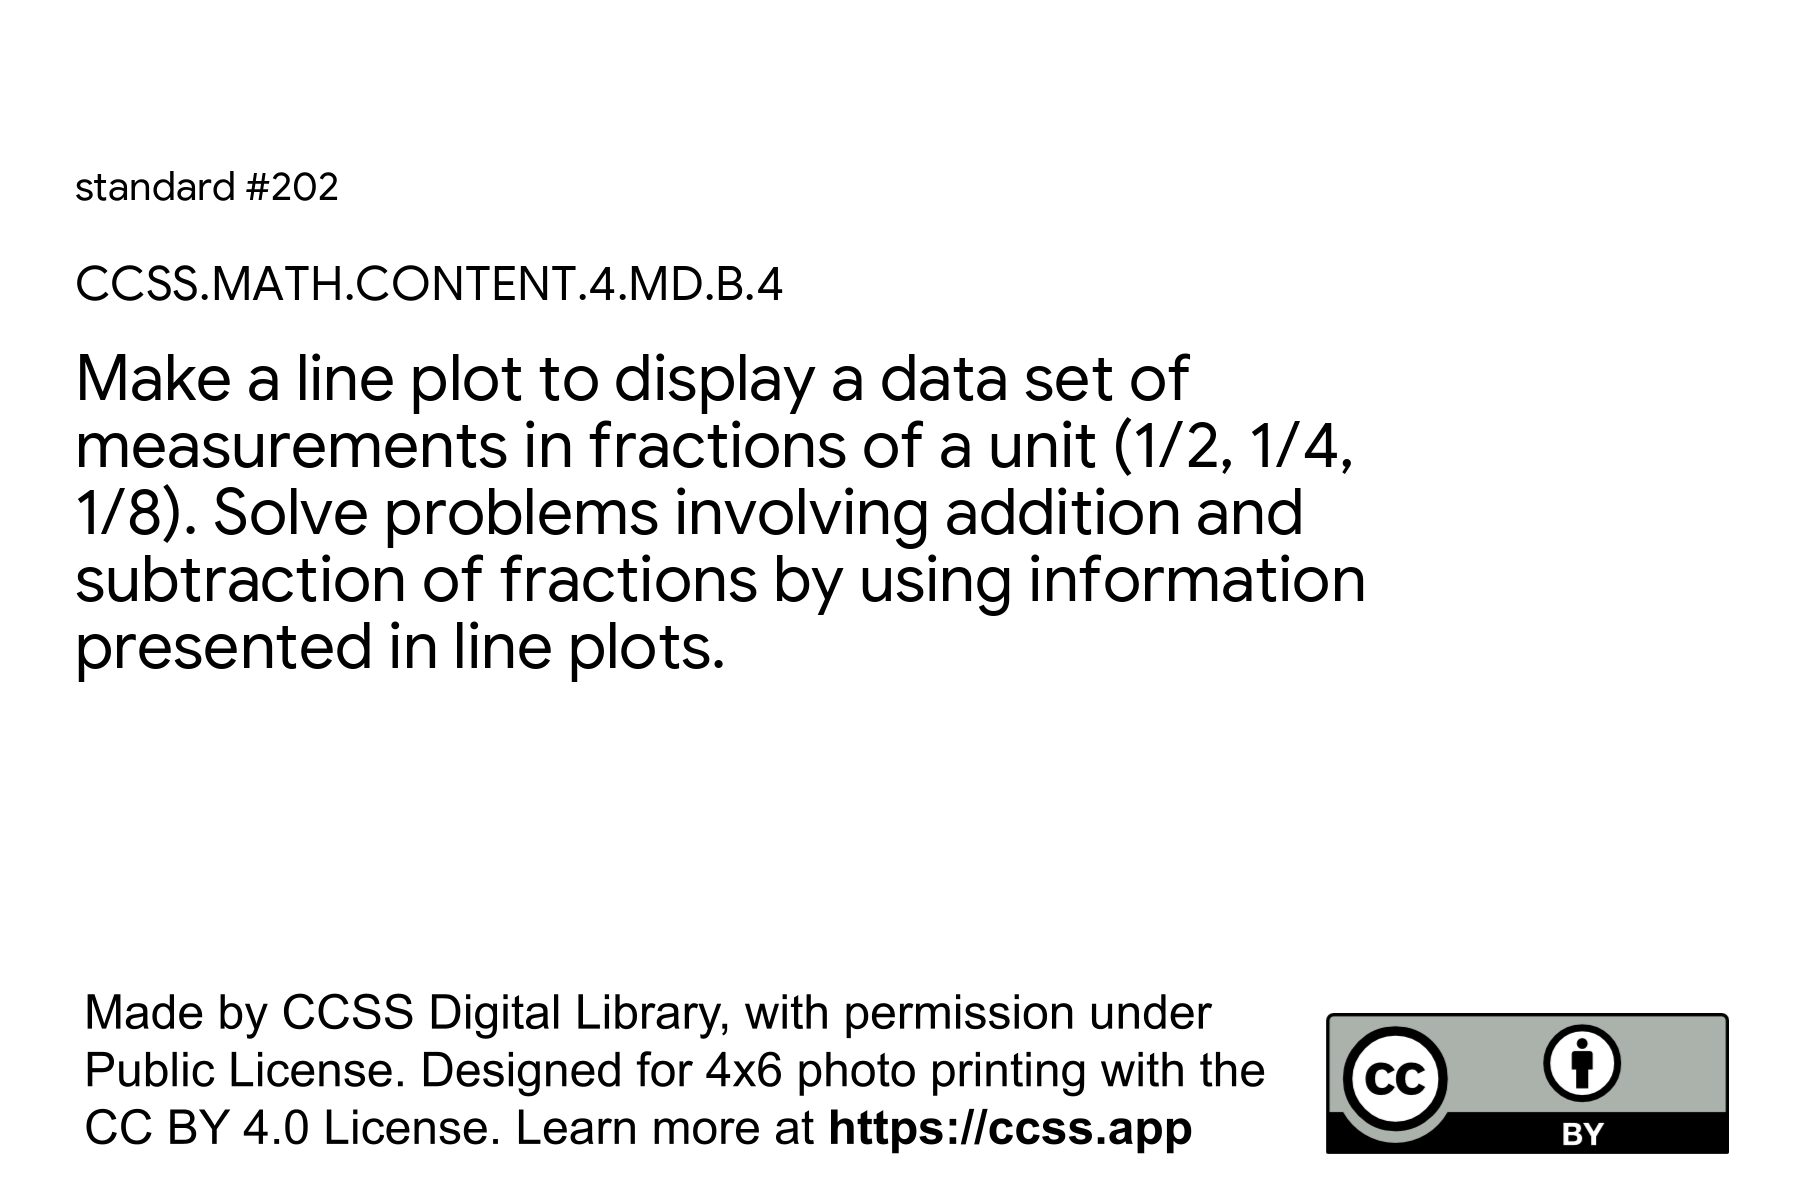 standard #202
CCSS.MATH.CONTENT.4.MD.B.4
Make a line plot to display a data set of
measurements in fractions of a unit (1/2, 1/4,
1/8). Solve problems involving addition and
subtraction of fractions by using information
presented in line plots.
Made by CCSS Digital Library, with permission under
Public License. Designed for 4x6 photo printing with the
CC BY 4.0 License. Learn more at https://ccss.app
cc
BY